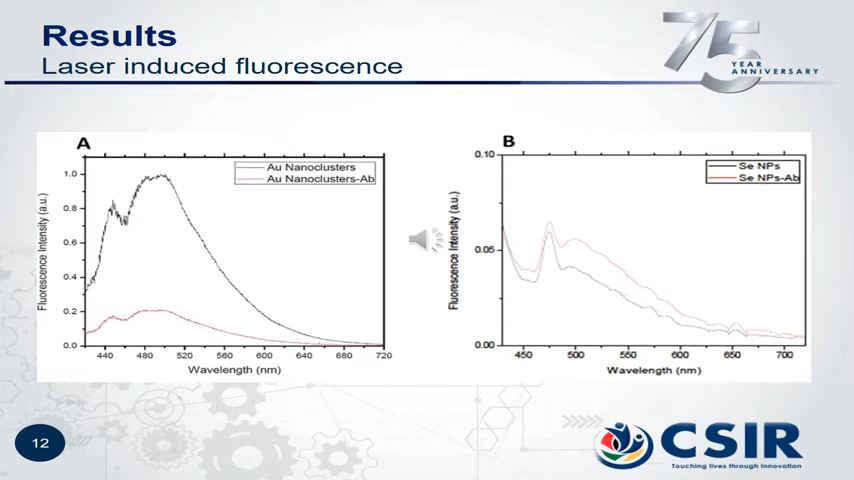 Results
Laser induced fluorescence
75
YEAR
ANNIVERSARY
A
Au Nanoclusters
Au Nanoclusters-Ab
Fluorescence Intensity (a.u.)
1.0
0.8
0.6
0.4
0.2
0.0
440 480 520 560 600 640 680 720
Wavelength (nm)
B
Se NPs
Se NPs-Ab
Fluorescence Intensity (a.u.)
0.10
0.05
0.00
450 500 550 600 650 700
Wavelength (nm)
12
CSIR
Touching lives through innovation